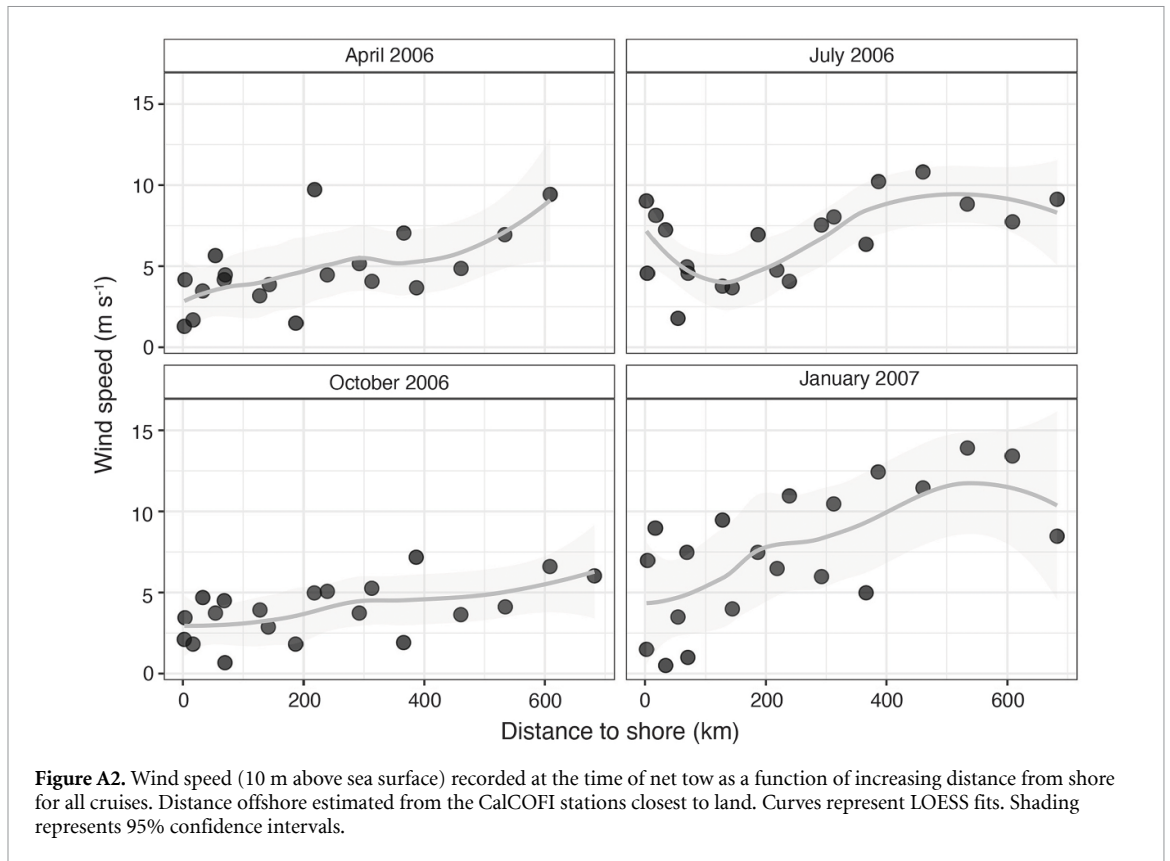 April 2006
July 2006
15
10
5
0
October 2006
January 2007
15
10
5
0
Wind speed (m s⁻¹)
0 200 400 600
0 200 400 600
Distance to shore (km)
Figure A2. Wind speed (10 m above sea surface) recorded at the time of net tow as a function of increasing distance from shore
for all cruises. Distance offshore estimated from the CalCOFI stations closest to land. Curves represent LOESS fits. Shading
represents 95% confidence intervals.